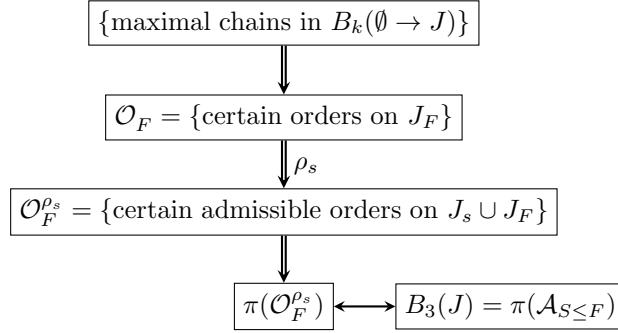 {maximal chains in B_k(∅ → J)}
𝒪_F = {certain orders on J_F}
ρ_s
𝒪_F^{ρ_s} = {certain admissible orders on J_s ∪ J_F}
π(𝒪_F^{ρ_s}) B_3(J) = π(𝒜_{S≤F})